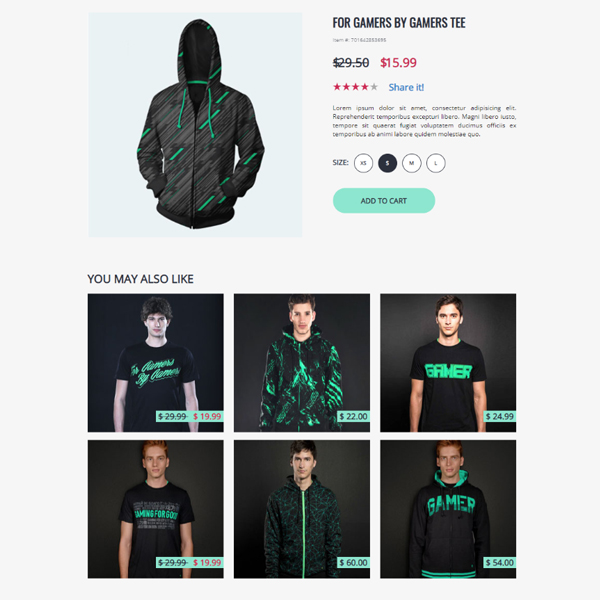 FOR GAMERS BY GAMERS TEE
$29.50 $15.99
Share it!
Lorem ipsum dolor sit amet, consectetur adipisicing elit.
Reprehenderit temporibus excepturi libero. Magni libero iusto,
tempore sit quaerat fugiat voluptatem ducimus officiis ex
temporibus ab animi labore quidem molestiae quo.
SIZE: XS S M L
ADD TO CART
YOU MAY ALSO LIKE
For Gamers
By Gamers
GAMER
$ 29.99 $ 19.99
$ 22.00
$ 24.99
GAMING FOR GOOD
GAMER
$ 29.99 $ 19.99
$ 60.00
$ 54.00